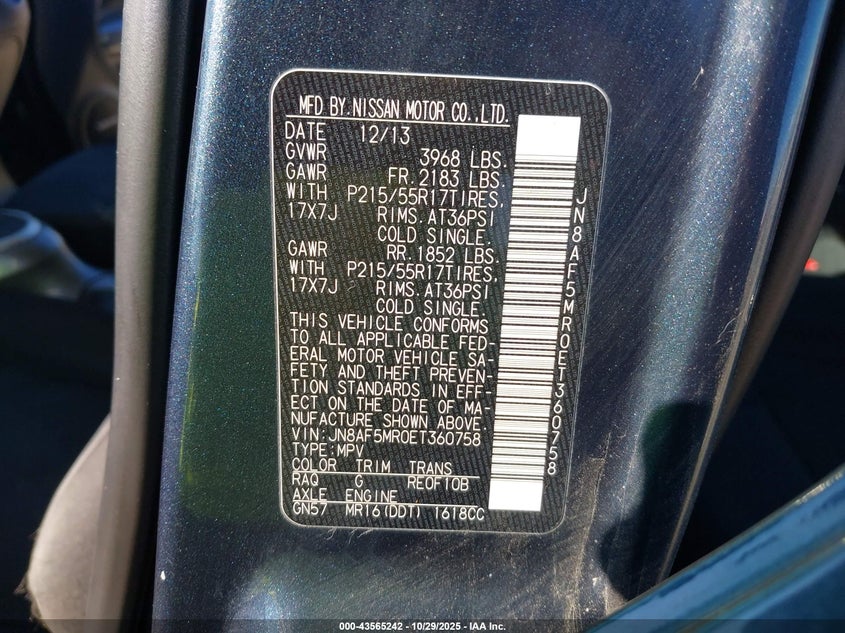 MFD BY.NISSAN MOTOR CO.,LTD.
DATE 12/13
GVWR 3968 LBS.
GAWR FR.2183 LBS.
WITH P215/55R17TIRES,
17X7J RIMS.AT36PSI
COLD SINGLE.
GAWR RR.1852 LBS.
WITH P215/55R17TIRES,
17X7J RIMS.AT36PSI
COLD SINGLE.
THIS VEHICLE CONFORMS
TO ALL APPLICABLE FED-
ERAL MOTOR VEHICLE SA-
FETY AND THEFT PREVEN-
TION STANDARDS IN EFF-
ECT ON THE DATE OF MA-
NUFACTURE SHOWN ABOVE.
VIN:JN8AF5MR0ET360758
TYPE:MPV
COLOR TRIM TRANS
RAQ G RE0F10B
AXLE ENGINE
GN57 MR16(DDT) 1618CC
JN8AF5MR0ET360758
000-43565242 | 10/29/2025 | IAA Inc.